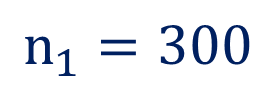 n₁ = 300